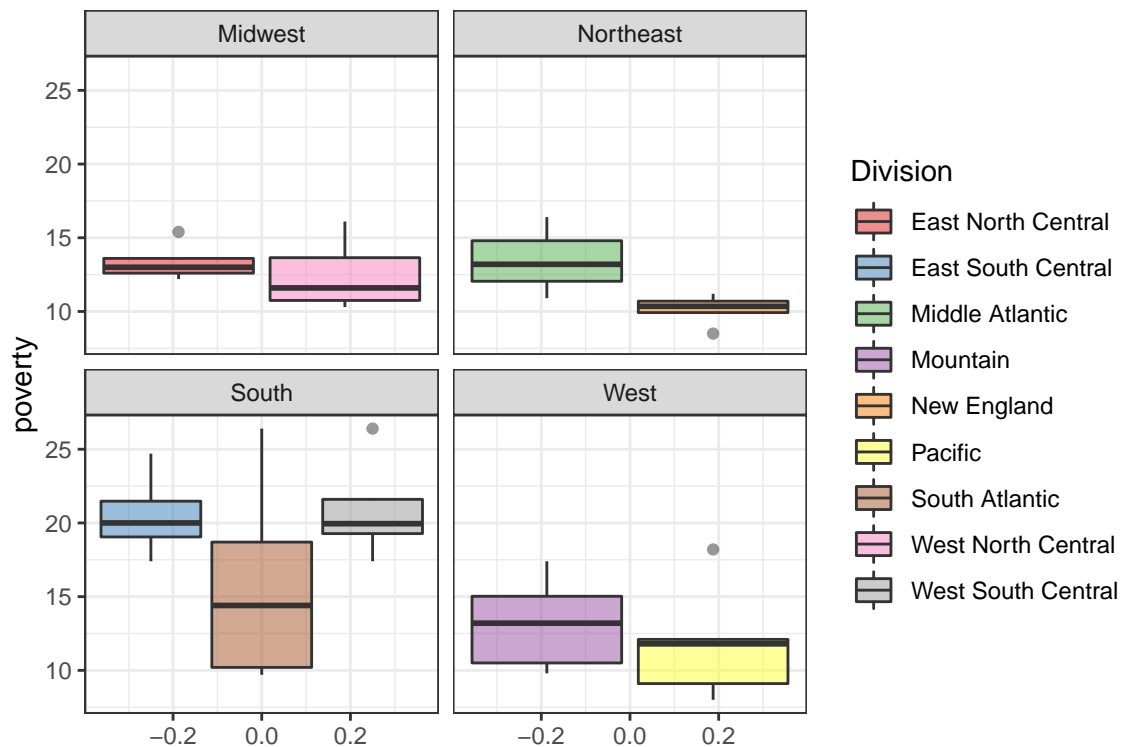 Midwest
Northeast
25
20
15
10
poverty
South
West
25
20
15
10
−0.2
0.0
0.2
−0.2
0.0
0.2
Division
East North Central
East South Central
Middle Atlantic
Mountain
New England
Pacific
South Atlantic
West North Central
West South Central